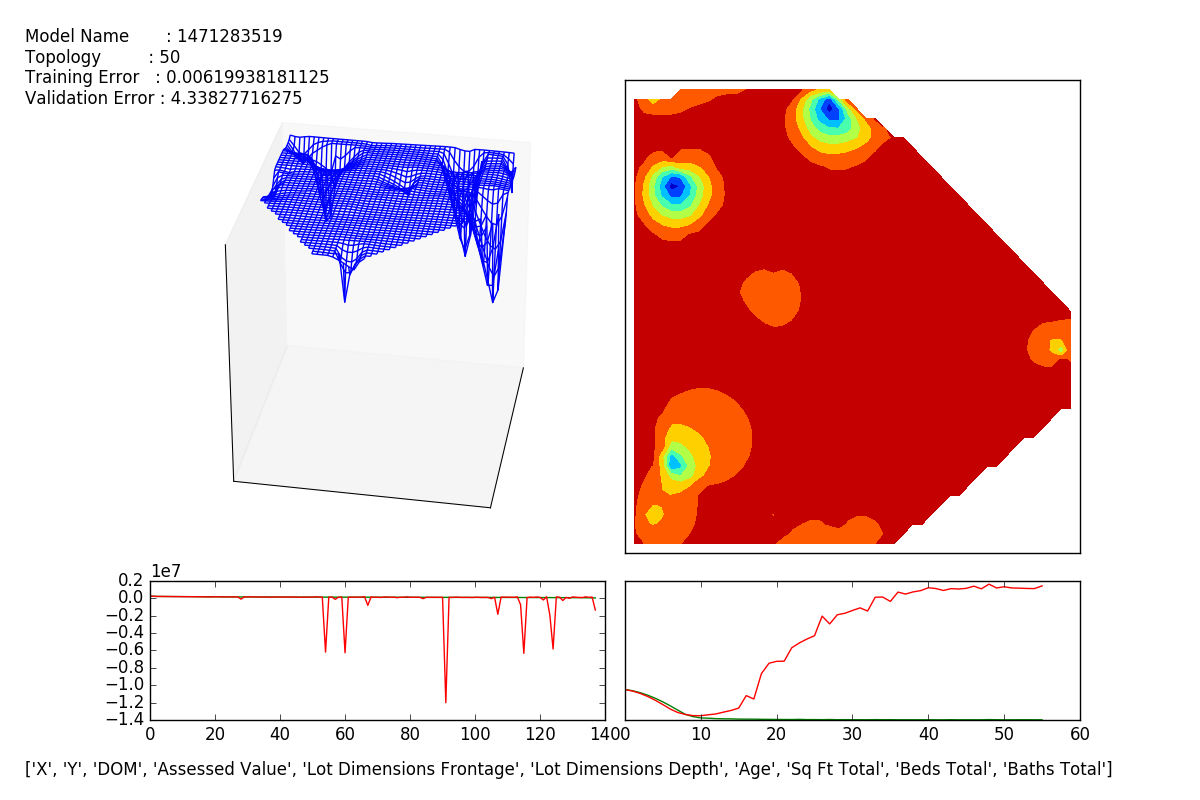 Model Name : 1471283519
Topology : 50
Training Error : 0.00619938181125
Validation Error : 4.33827716275
1e7
0.2
0.0
−0.2
−0.4
−0.6
−0.8
−1.0
−1.2
−1.4
0 20 40 60 80 100 120 140
0 10 20 30 40 50 60
['X', 'Y', 'DOM', 'Assessed Value', 'Lot Dimensions Frontage', 'Lot Dimensions Depth', 'Age', 'Sq Ft Total', 'Beds Total', 'Baths Total']